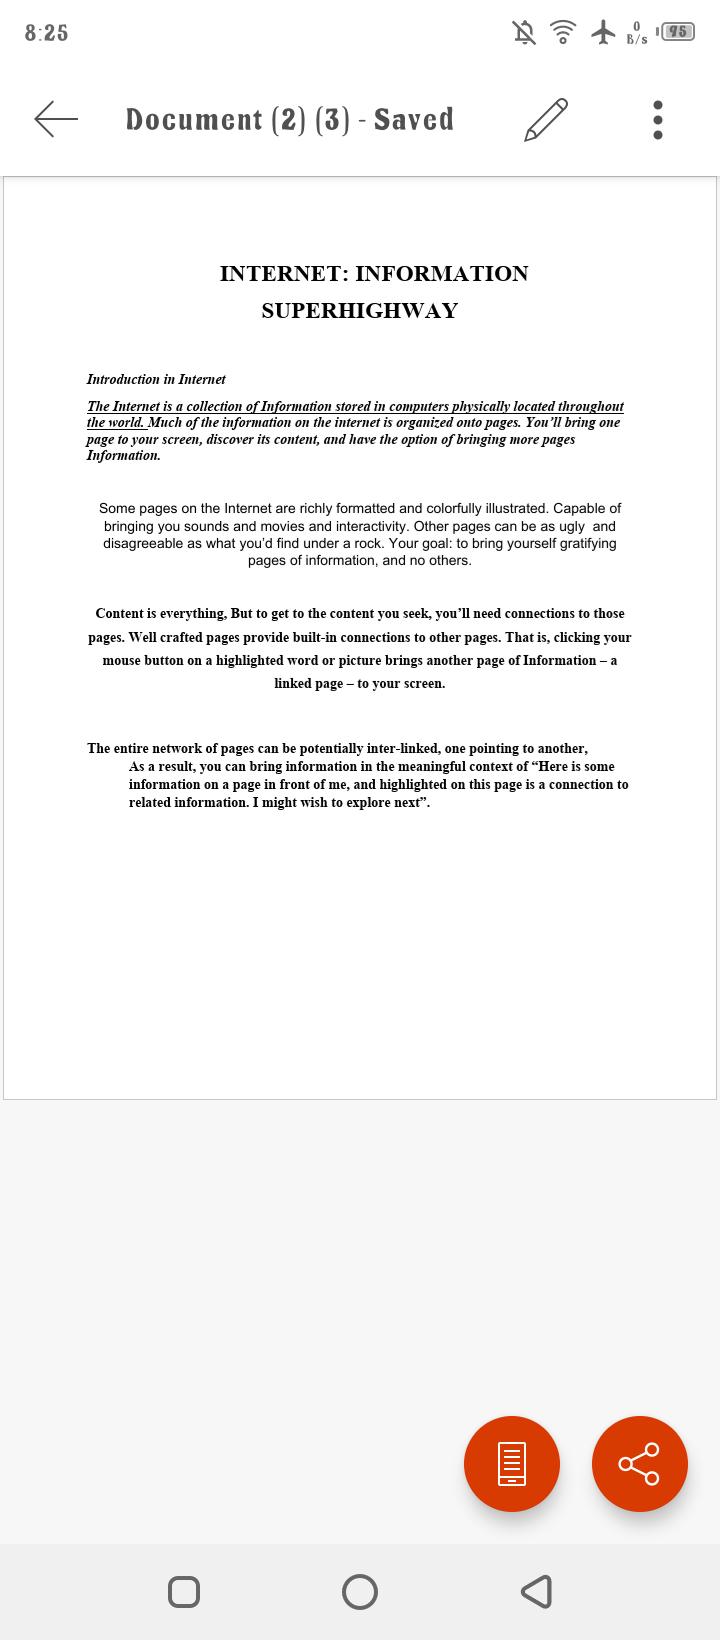 8:25
0
B/s
95
Document (2) (3) - Saved
INTERNET: INFORMATION
SUPERHIGHWAY
Introduction in Internet
The Internet is a collection of Information stored in computers physically located throughout
the world. Much of the information on the internet is organized onto pages. You’ll bring one
page to your screen, discover its content, and have the option of bringing more pages
Information.
Some pages on the Internet are richly formatted and colorfully illustrated. Capable of
bringing you sounds and movies and interactivity. Other pages can be as ugly  and
disagreeable as what you’d find under a rock. Your goal: to bring yourself gratifying
pages of information, and no others.
Content is everything, But to get to the content you seek, you’ll need connections to those
pages. Well crafted pages provide built-in connections to other pages. That is, clicking your
mouse button on a highlighted word or picture brings another page of Information – a
linked page – to your screen.
The entire network of pages can be potentially inter-linked, one pointing to another,
As a result, you can bring information in the meaningful context of “Here is some
information on a page in front of me, and highlighted on this page is a connection to
related information. I might wish to explore next”.